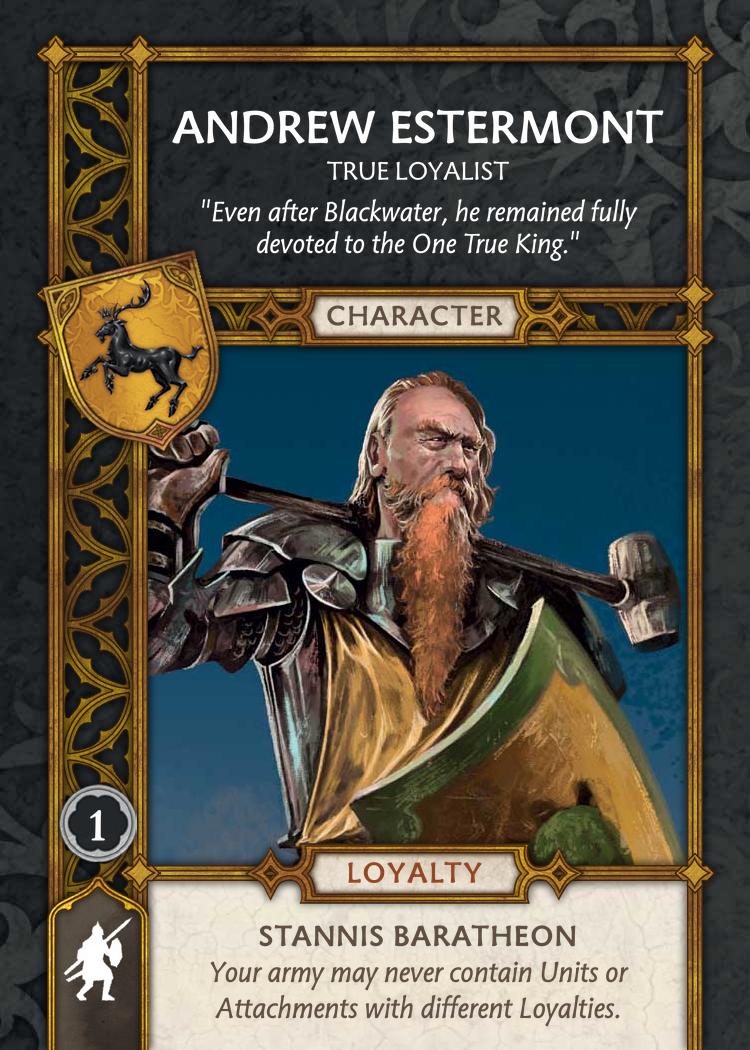 ANDREW ESTERMONT
TRUE LOYALIST
"Even after Blackwater, he remained fully
devoted to the One True King."
CHARACTER
1
LOYALTY
STANNIS BARATHEON
Your army may never contain Units or
Attachments with different Loyalties.